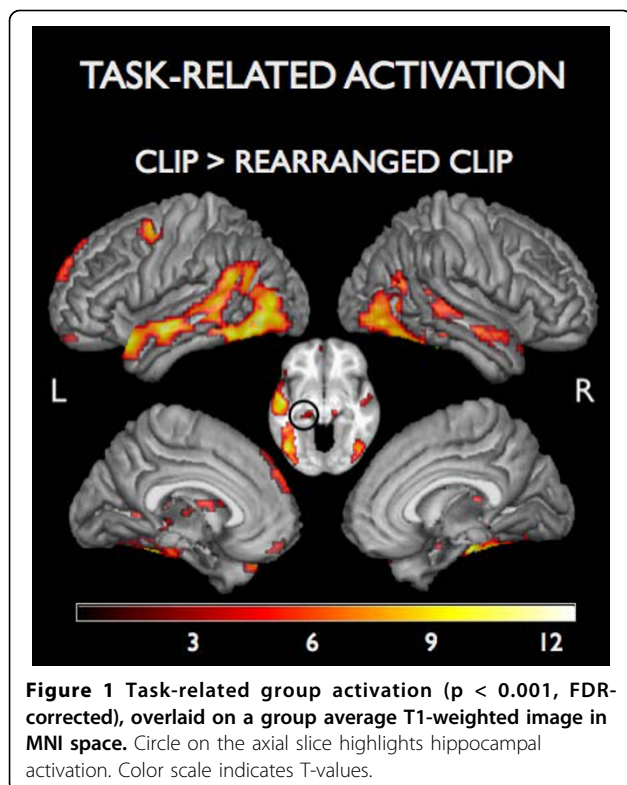 TASK-RELATED ACTIVATION
CLIP > REARRANGED CLIP
L
R
3 6 9 12
Figure 1 Task-related group activation (p < 0.001, FDR-
corrected), overlaid on a group average T1-weighted image in
MNI space. Circle on the axial slice highlights hippocampal
activation. Color scale indicates T-values.